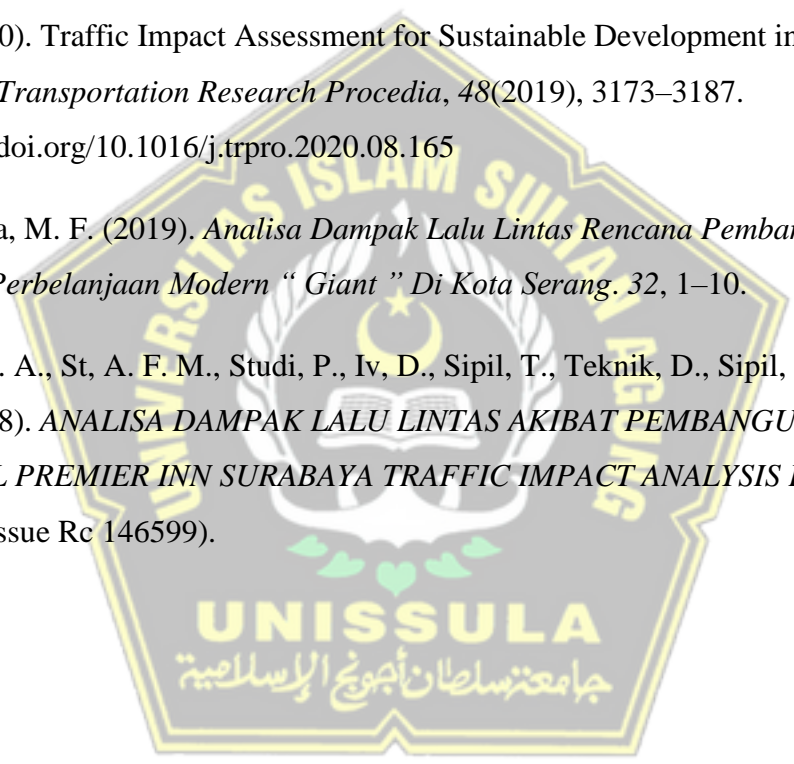 0). Traffic Impact Assessment for Sustainable Development in
Transportation Research Procedia, 48(2019), 3173–3187.
doi.org/10.1016/j.trpro.2020.08.165
a, M. F. (2019). Analisa Dampak Lalu Lintas Rencana Pemban
Perbelanjaan Modern “ Giant ” Di Kota Serang. 32, 1–10.
. A., St, A. F. M., Studi, P., Iv, D., Sipil, T., Teknik, D., Sipil,
8). ANALISA DAMPAK LALU LINTAS AKIBAT PEMBANGU
L PREMIER INN SURABAYA TRAFFIC IMPACT ANALYSIS
ssue Rc 146599).
UNIVERSITAS ISLAM SULTAN AGUNG
UNISSULA
جامعتنسلطان أجونج الإسلامية